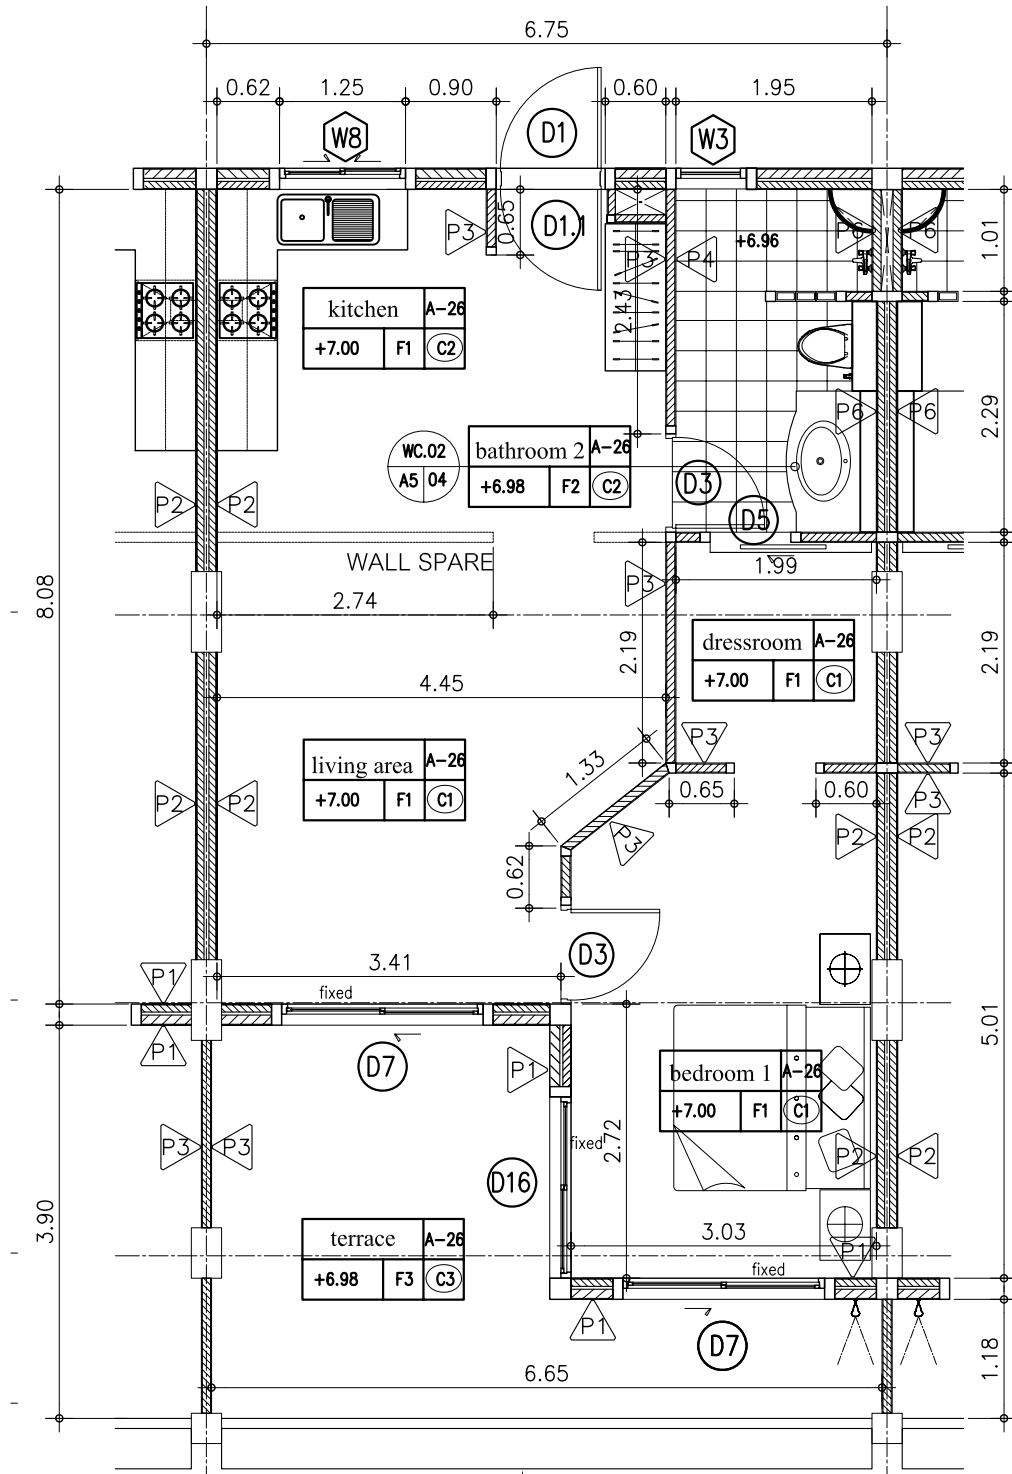 6.75
0.62 1.25 0.90 0.60 1.95
W8 D1 W3
P3 0.65 D1.1 P6 P6 1.01
P3 P4 +6.96
kitchen A-26
+7.00 F1 C2
2.43
WC.02
A5 04
bathroom 2 A-26
+6.98 F2 C2
P6 P6 2.29
D3
D5
P2 P2
WALL SPARE
P3 1.99
8.08 2.74
2.19 2.19
dressroom A-26
+7.00 F1 C1
4.45
P3 P3
living area A-26
+7.00 F1 C1
1.33
0.65 0.60 P3
P2 P2
P3
P2 P2
0.62
3.41 D3
P1 fixed
P1
D7
P1
5.01
bedroom 1 A-26
+7.00 F1 C1
fixed 2.72
P3 P3
P2 P2
D16
3.90
terrace A-26
+6.98 F3 C3
3.03
P1
fixed
P1
D7
1.18
6.65